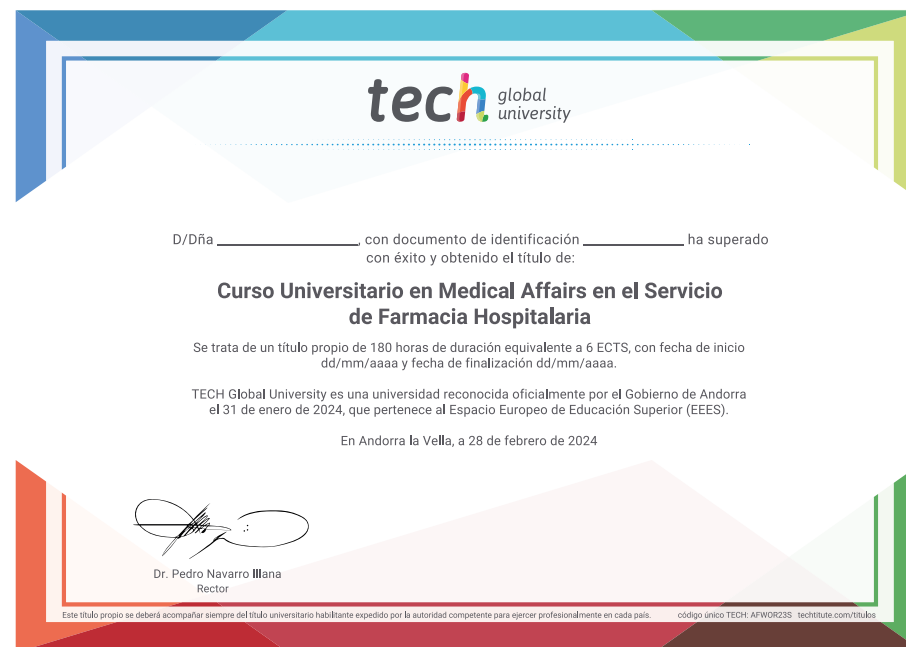 tech global university
D/Dña ____________________, con documento de identificación ______________ ha superado
con éxito y obtenido el título de:
Curso Universitario en Medical Affairs en el Servicio
de Farmacia Hospitalaria
Se trata de un título propio de 180 horas de duración equivalente a 6 ECTS, con fecha de inicio
dd/mm/aaaa y fecha de finalización dd/mm/aaaa.
TECH Global University es una universidad reconocida oficialmente por el Gobierno de Andorra
el 31 de enero de 2024, que pertenece al Espacio Europeo de Educación Superior (EEES).
En Andorra la Vella, a 28 de febrero de 2024
Dr. Pedro Navarro Illana
Rector
Este título propio se deberá acompañar siempre del título universitario habilitante expedido por la autoridad competente para ejercer profesionalmente en cada país. código único TECH: AFWOR23S techtitute.com/titulos